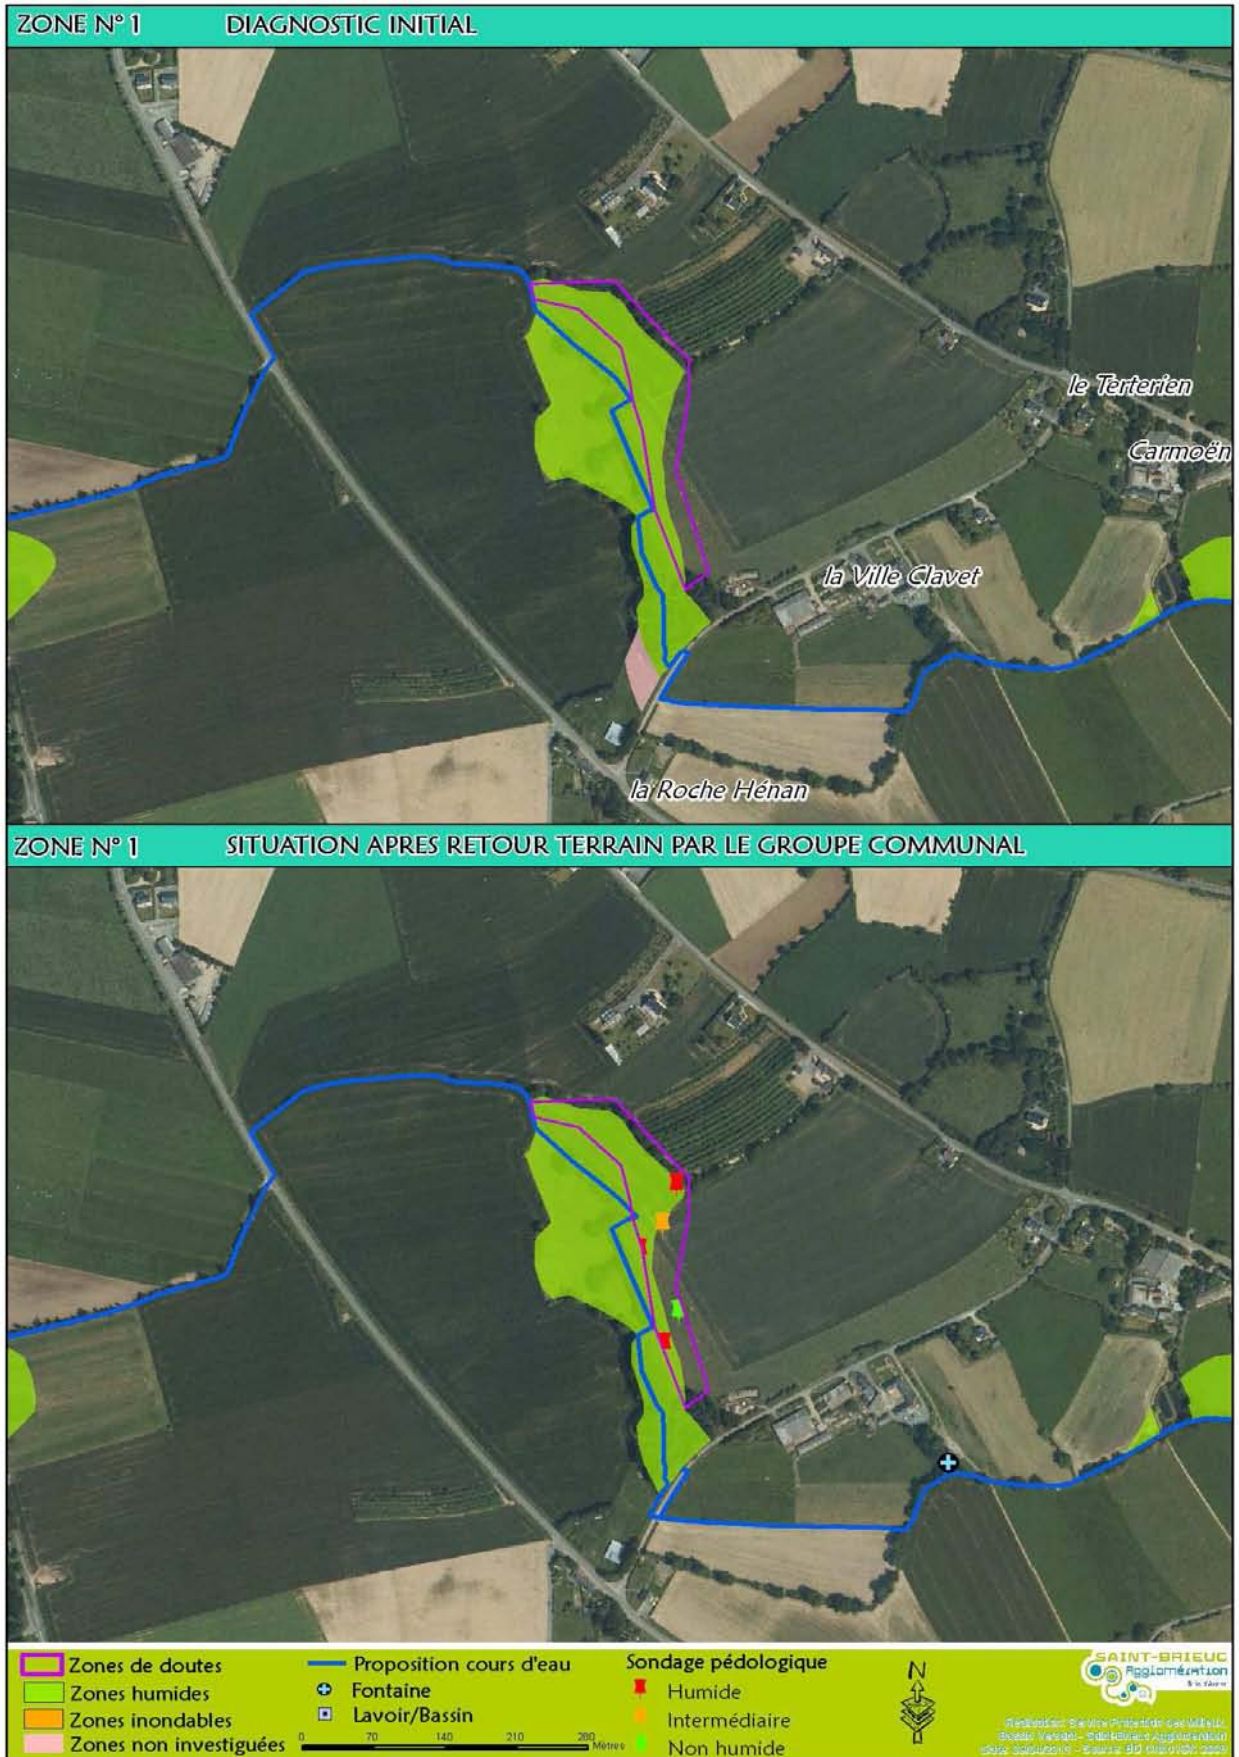 ZONE N° 1 DIAGNOSTIC INITIAL
le Terterien
Carmoën
la Ville Clavet
la Roche Hénan
ZONE N° 1 SITUATION APRES RETOUR TERRAIN PAR LE GROUPE COMMUNAL
Zones de doutes
Zones humides
Zones inondables
Zones non investiguées
Proposition cours d'eau
Fontaine
Lavoir/Bassin
0 70 140 210 280 Mètres
Sondage pédologique
Humide
Intermédiaire
Non humide
N
SAINT-BRIEUC
Agglomération